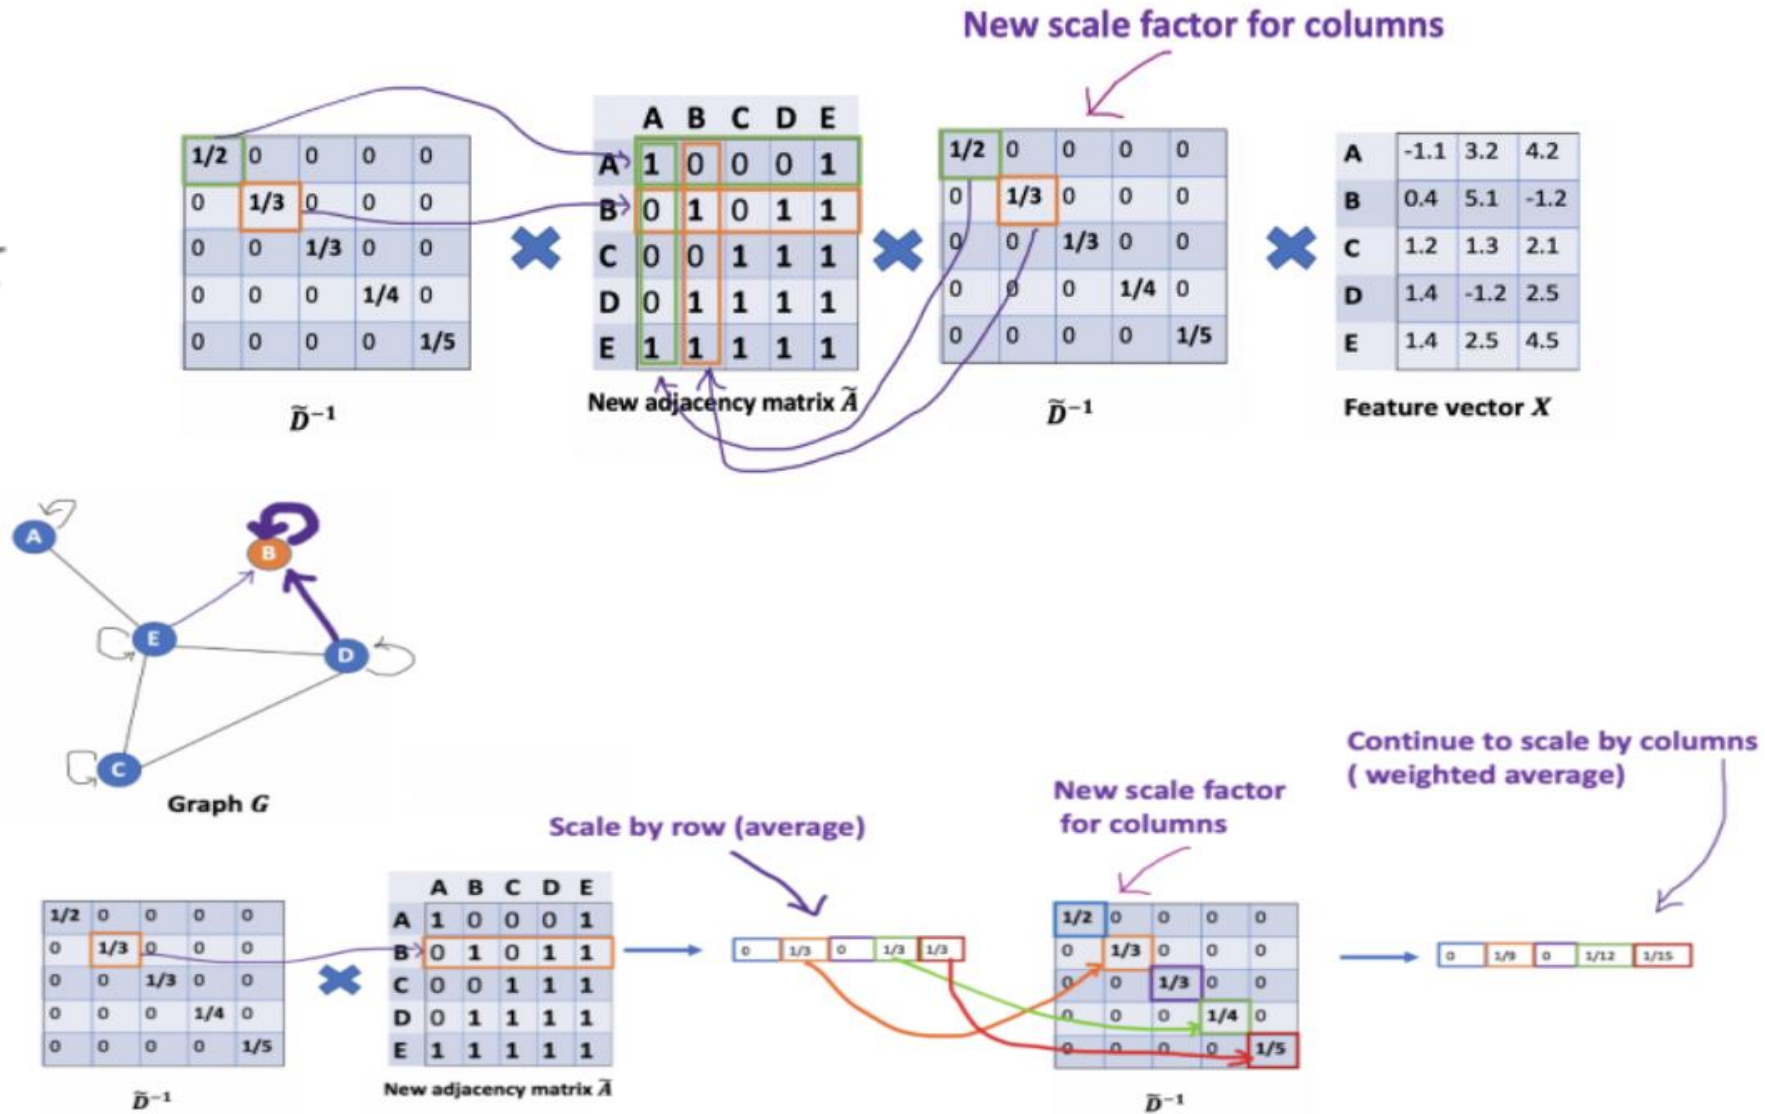 New scale factor for columns
1/2 0 0 0 0
0 1/3 0 0 0
0 0 1/3 0 0
0 0 0 1/4 0
0 0 0 0 1/5
D̃⁻¹
A B C D E
A 1 0 0 0 1
B 0 1 0 1 1
C 0 0 1 1 1
D 0 1 1 1 1
E 1 1 1 1 1
New adjacency matrix Ã
1/2 0 0 0 0
0 1/3 0 0 0
0 0 1/3 0 0
0 0 0 1/4 0
0 0 0 0 1/5
D̃⁻¹
A -1.1 3.2 4.2
B 0.4 5.1 -1.2
C 1.2 1.3 2.1
D 1.4 -1.2 2.5
E 1.4 2.5 4.5
Feature vector X
A
B
E
D
C
Graph G
Scale by row (average)
New scale factor
for columns
Continue to scale by columns
( weighted average)
1/2 0 0 0 0
0 1/3 0 0 0
0 0 1/3 0 0
0 0 0 1/4 0
0 0 0 0 1/5
D̃⁻¹
A B C D E
A 1 0 0 0 1
B 0 1 0 1 1
C 0 0 1 1 1
D 0 1 1 1 1
E 1 1 1 1 1
New adjacency matrix Ã
0 1/3 0 1/3 1/3
1/2 0 0 0 0
0 1/3 0 0 0
0 0 1/3 0 0
0 0 0 1/4 0
0 0 0 0 1/5
D̃⁻¹
0 1/9 0 1/12 1/15